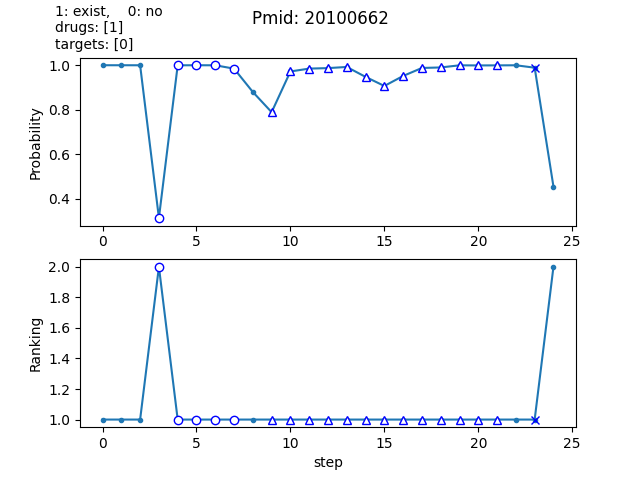 1: exist,    0: no
drugs: [1]
targets: [0]
Pmid: 20100662
Probability
1.0
0.8
0.6
0.4
0 5 10 15 20 25
Ranking
2.0
1.8
1.6
1.4
1.2
1.0
0 5 10 15 20 25
step